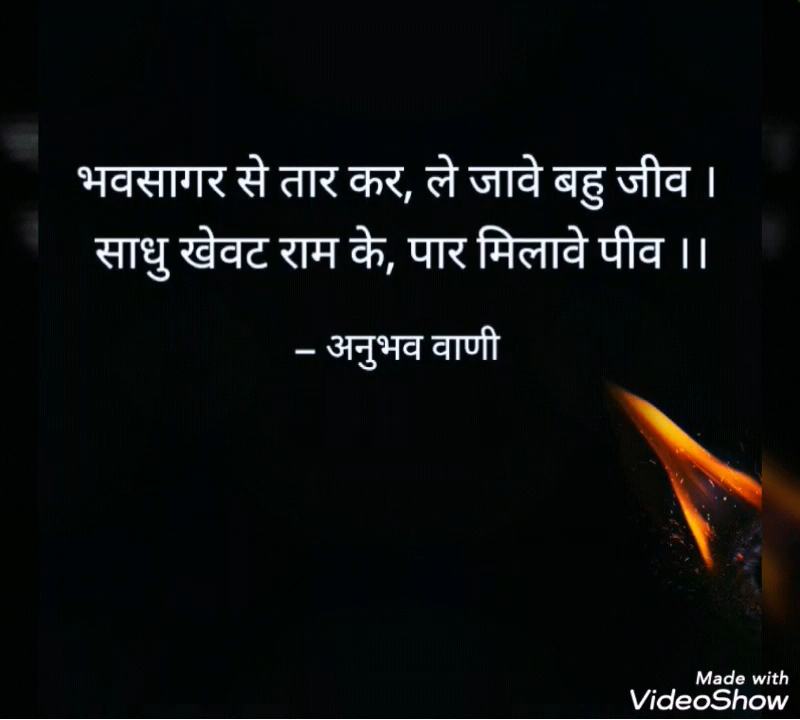 भवसागर से तार कर, ले जावे बहु जीव ।
साधु खेवट राम के, पार मिलावे पीव ।।
– अनुभव वाणी
Made with
VideoShow